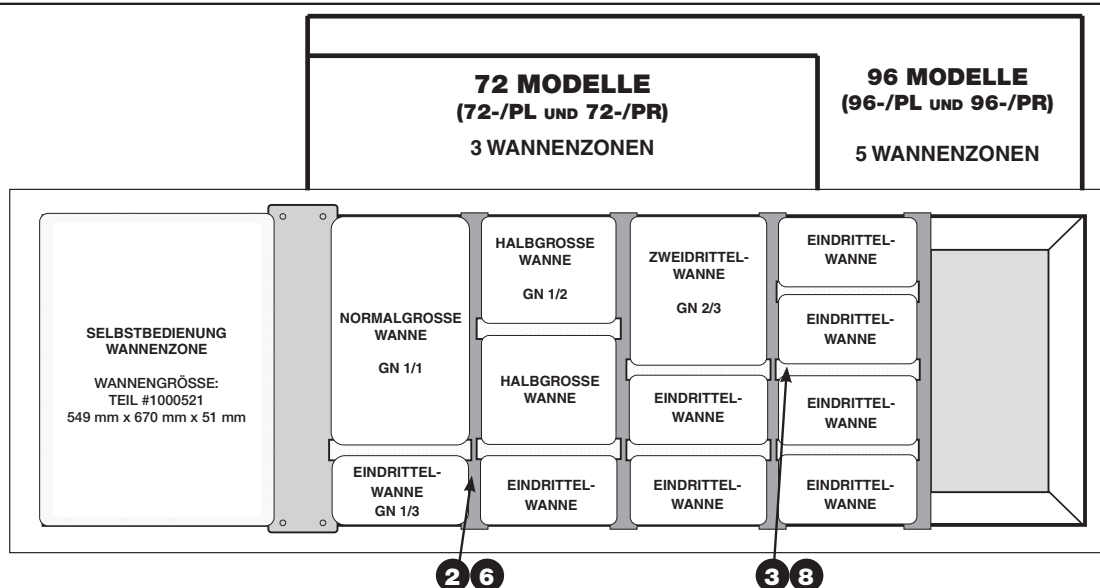 72 MODELLE
(72-/PL UND 72-/PR)
3 WANNENZONEN
96 MODELLE
(96-/PL UND 96-/PR)
5 WANNENZONEN
SELBSTBEDIENUNG
WANNENZONE
WANNENGRÖSSE:
TEIL #1000521
549 mm x 670 mm x 51 mm
NORMALGROSSE
WANNE
GN 1/1
EINDRITTEL-
WANNE
GN 1/3
HALBGROSSE
WANNE
GN 1/2
HALBGROSSE
WANNE
EINDRITTEL-
WANNE
ZWEIDRITTEL-
WANNE
GN 2/3
EINDRITTEL-
WANNE
EINDRITTEL-
WANNE
EINDRITTEL-
WANNE
EINDRITTEL-
WANNE
EINDRITTEL-
WANNE
EINDRITTEL-
WANNE
2 6
3 8